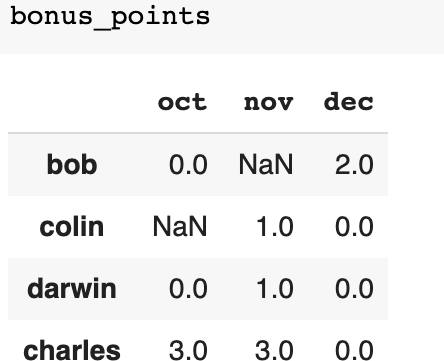 bonus_points
oct nov dec
bob 0.0 NaN 2.0
colin NaN 1.0 0.0
darwin 0.0 1.0 0.0
charles 3.0 3.0 0.0